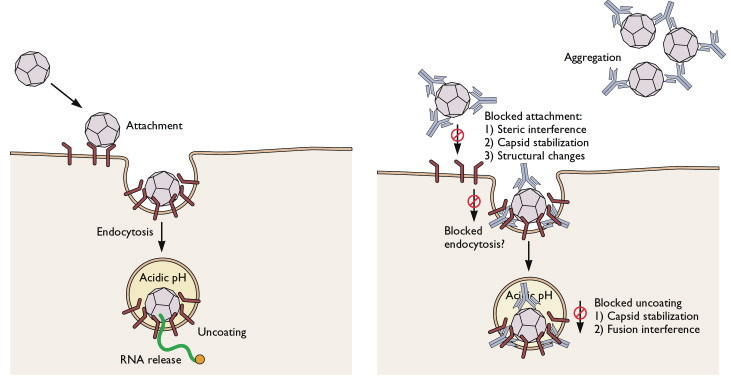 Attachment
Endocytosis
Acidic pH
Uncoating
RNA release
Aggregation
Blocked attachment:
1) Steric interference
2) Capsid stabilization
3) Structural changes
Blocked
endocytosis?
Acidic pH
Blocked uncoating
1) Capsid stabilization
2) Fusion interference